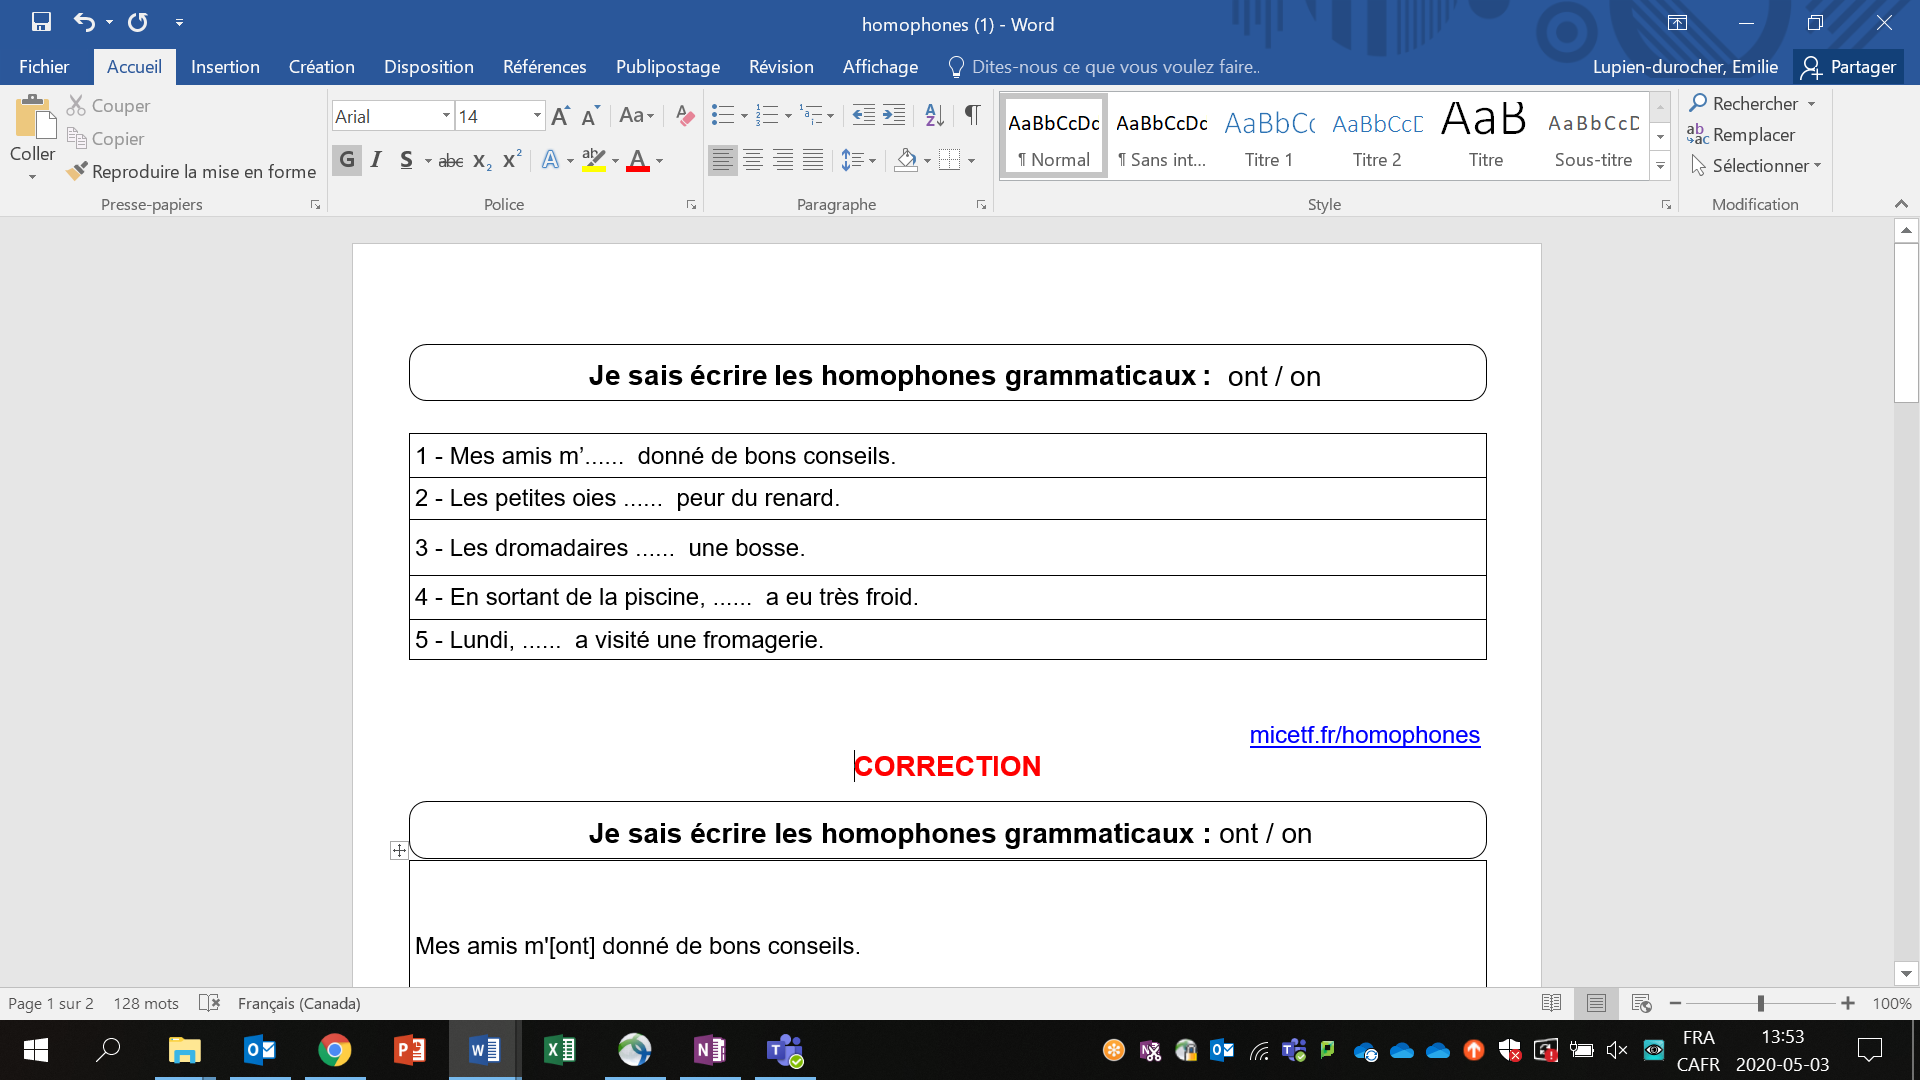 homophones (1) - Word
Fichier Accueil Insertion Création Disposition Références Publipostage Révision Affichage Dites-nous ce que vous voulez faire.. Lupien-durocher, Emilie Partager
Coller
Couper
Copier
Reproduire la mise en forme
Presse-papiers
Arial 14
Police
Paragraphe
AaBbCcDc AaBbCcDc AaBbCc AaBbCcD AaB AaBbCcD
¶ Normal ¶ Sans int... Titre 1 Titre 2 Titre Sous-titre
Style
Rechercher
Remplacer
Sélectionner
Modification
Je sais écrire les homophones grammaticaux : ont / on
1 - Mes amis m’...... donné de bons conseils.
2 - Les petites oies ...... peur du renard.
3 - Les dromadaires ...... une bosse.
4 - En sortant de la piscine, ...... a eu très froid.
5 - Lundi, ...... a visité une fromagerie.
micetf.fr/homophones
CORRECTION
Je sais écrire les homophones grammaticaux : ont / on
Mes amis m'[ont] donné de bons conseils.
Page 1 sur 2 128 mots Français (Canada) 100%
FRA 13:53
CAFR 2020-05-03